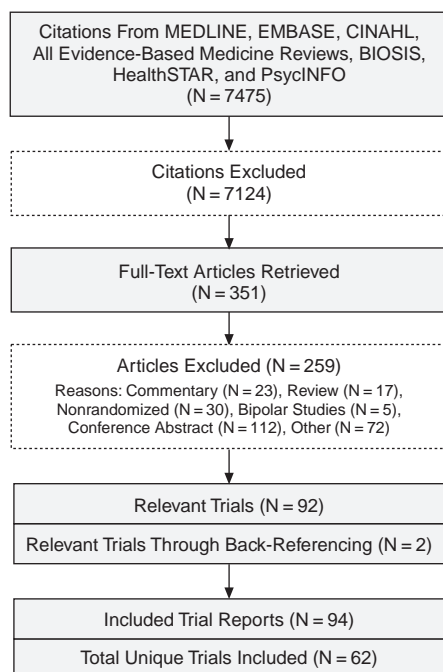 Citations From MEDLINE, EMBASE, CINAHL,
All Evidence-Based Medicine Reviews, BIOSIS,
HealthSTAR, and PsycINFO
(N = 7475)
Citations Excluded
(N = 7124)
Full-Text Articles Retrieved
(N = 351)
Articles Excluded (N = 259)
Reasons: Commentary (N = 23), Review (N = 17),
Nonrandomized (N = 30), Bipolar Studies (N = 5),
Conference Abstract (N = 112), Other (N = 72)
Relevant Trials (N = 92)
Relevant Trials Through Back-Referencing (N = 2)
Included Trial Reports (N = 94)
Total Unique Trials Included (N = 62)